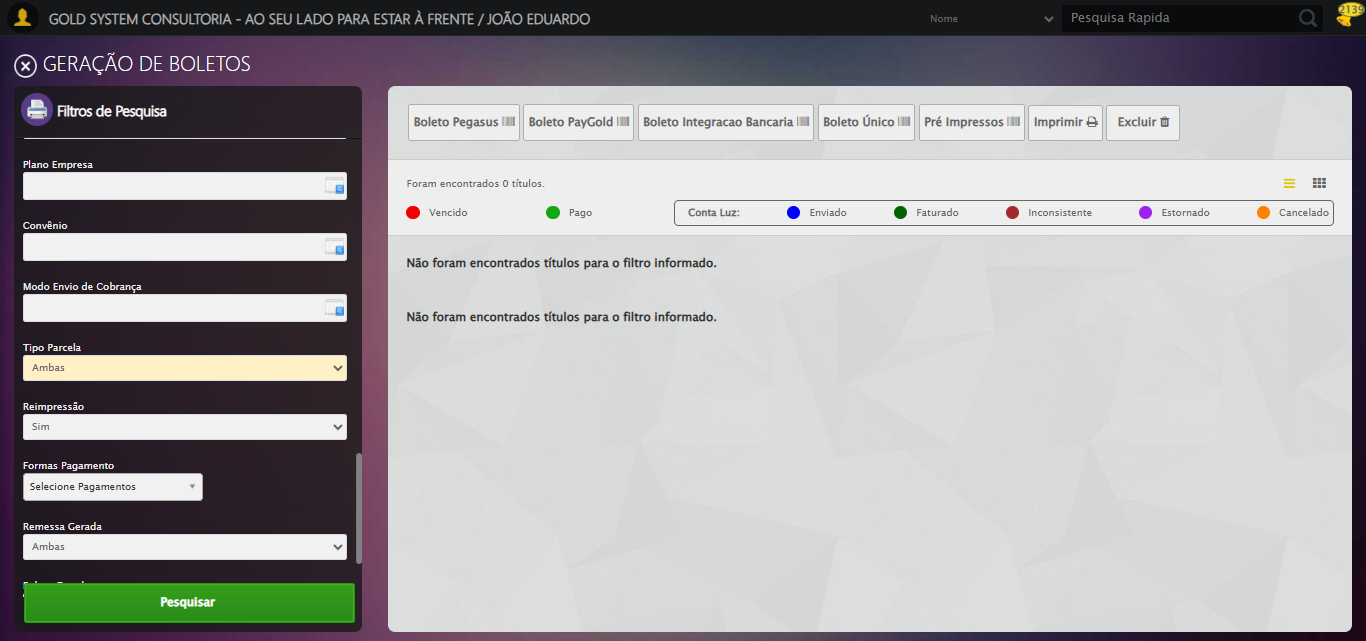 GOLD SYSTEM CONSULTORIA - AO SEU LADO PARA ESTAR À FRENTE / JOÃO EDUARDO
Nome
Pesquisa Rapida
2139
GERAÇÃO DE BOLETOS
Filtros de Pesquisa
Plano Empresa
Convênio
Modo Envio de Cobrança
Tipo Parcela
Ambas
Reimpressão
Sim
Formas Pagamento
Selecione Pagamentos
Remessa Gerada
Ambas
Pesquisar
Boleto Pegasus
Boleto PayGold
Boleto Integracao Bancaria
Boleto Único
Pré Impressos
Imprimir
Excluir
Foram encontrados 0 títulos.
Vencido
Pago
Conta Luz:
Enviado
Faturado
Inconsistente
Estornado
Cancelado
Não foram encontrados títulos para o filtro informado.
Não foram encontrados títulos para o filtro informado.